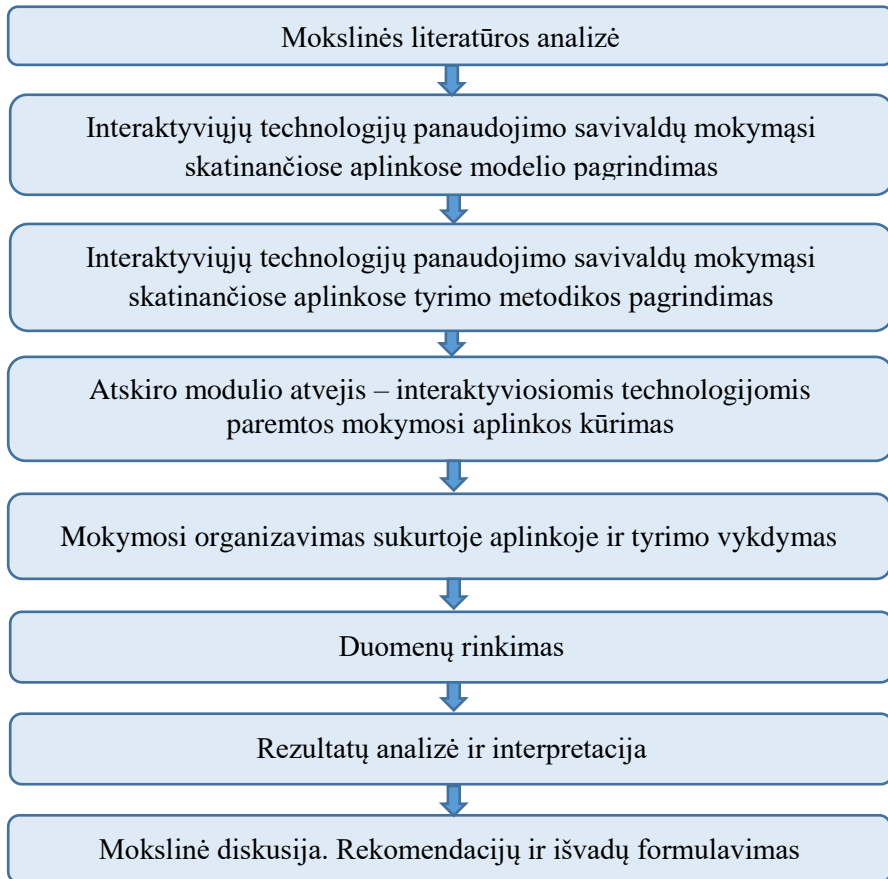 Mokslinės literatūros analizė
Interaktyviųjų technologijų panaudojimo savivaldų mokymąsi
skatinančiose aplinkose modelio pagrindimas
Interaktyviųjų technologijų panaudojimo savivaldų mokymąsi
skatinančiose aplinkose tyrimo metodikos pagrindimas
Atskiro modulio atvejis – interaktyviosiomis technologijomis
paremtos mokymosi aplinkos kūrimas
Mokymosi organizavimas sukurtoje aplinkoje ir tyrimo vykdymas
Duomenų rinkimas
Rezultatų analizė ir interpretacija
Mokslinė diskusija. Rekomendacijų ir išvadų formulavimas